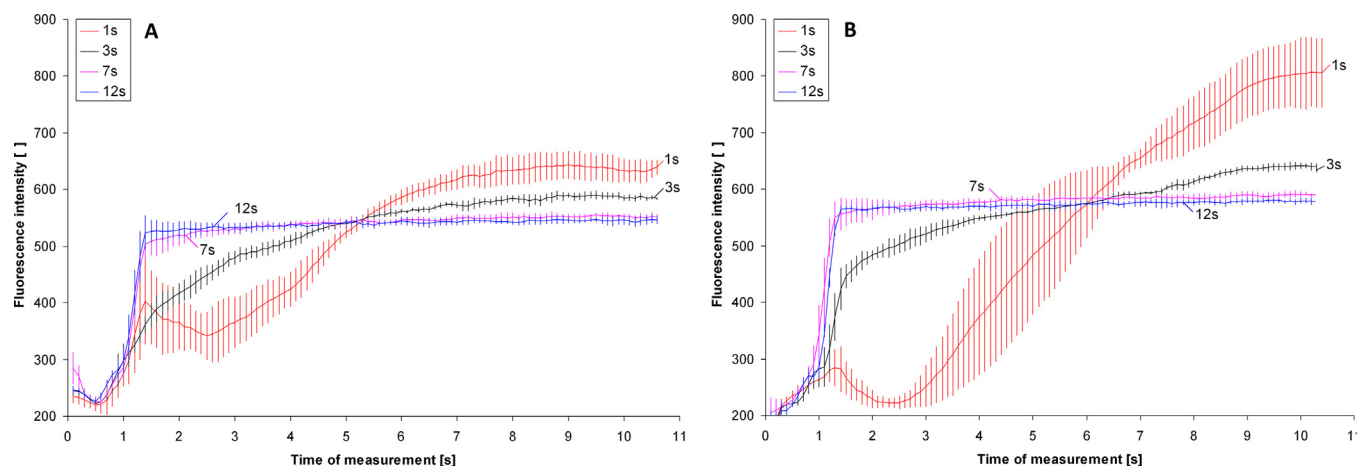 A
1s
3s
7s
12s
Fluorescence intensity [ ]
900
800
700
600
500
400
300
200
12s
7s
1s
3s
0 1 2 3 4 5 6 7 8 9 10 11
Time of measurement [s]
B
1s
3s
7s
12s
Fluorescence intensity [ ]
900
800
700
600
500
400
300
200
1s
3s
7s
12s
0 1 2 3 4 5 6 7 8 9 10 11
Time of measurement [s]